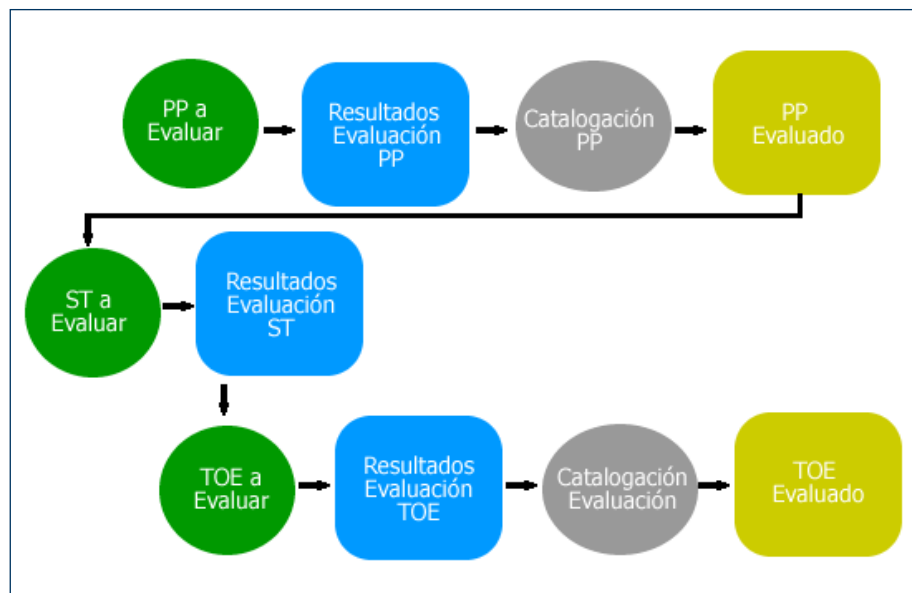 PP a
Evaluar
Resultados
Evaluación
PP
Catalogación
PP
PP
Evaluado
ST a
Evaluar
Resultados
Evaluación
ST
TOE a
Evaluar
Resultados
Evaluación
TOE
Catalogación
Evaluación
TOE
Evaluado